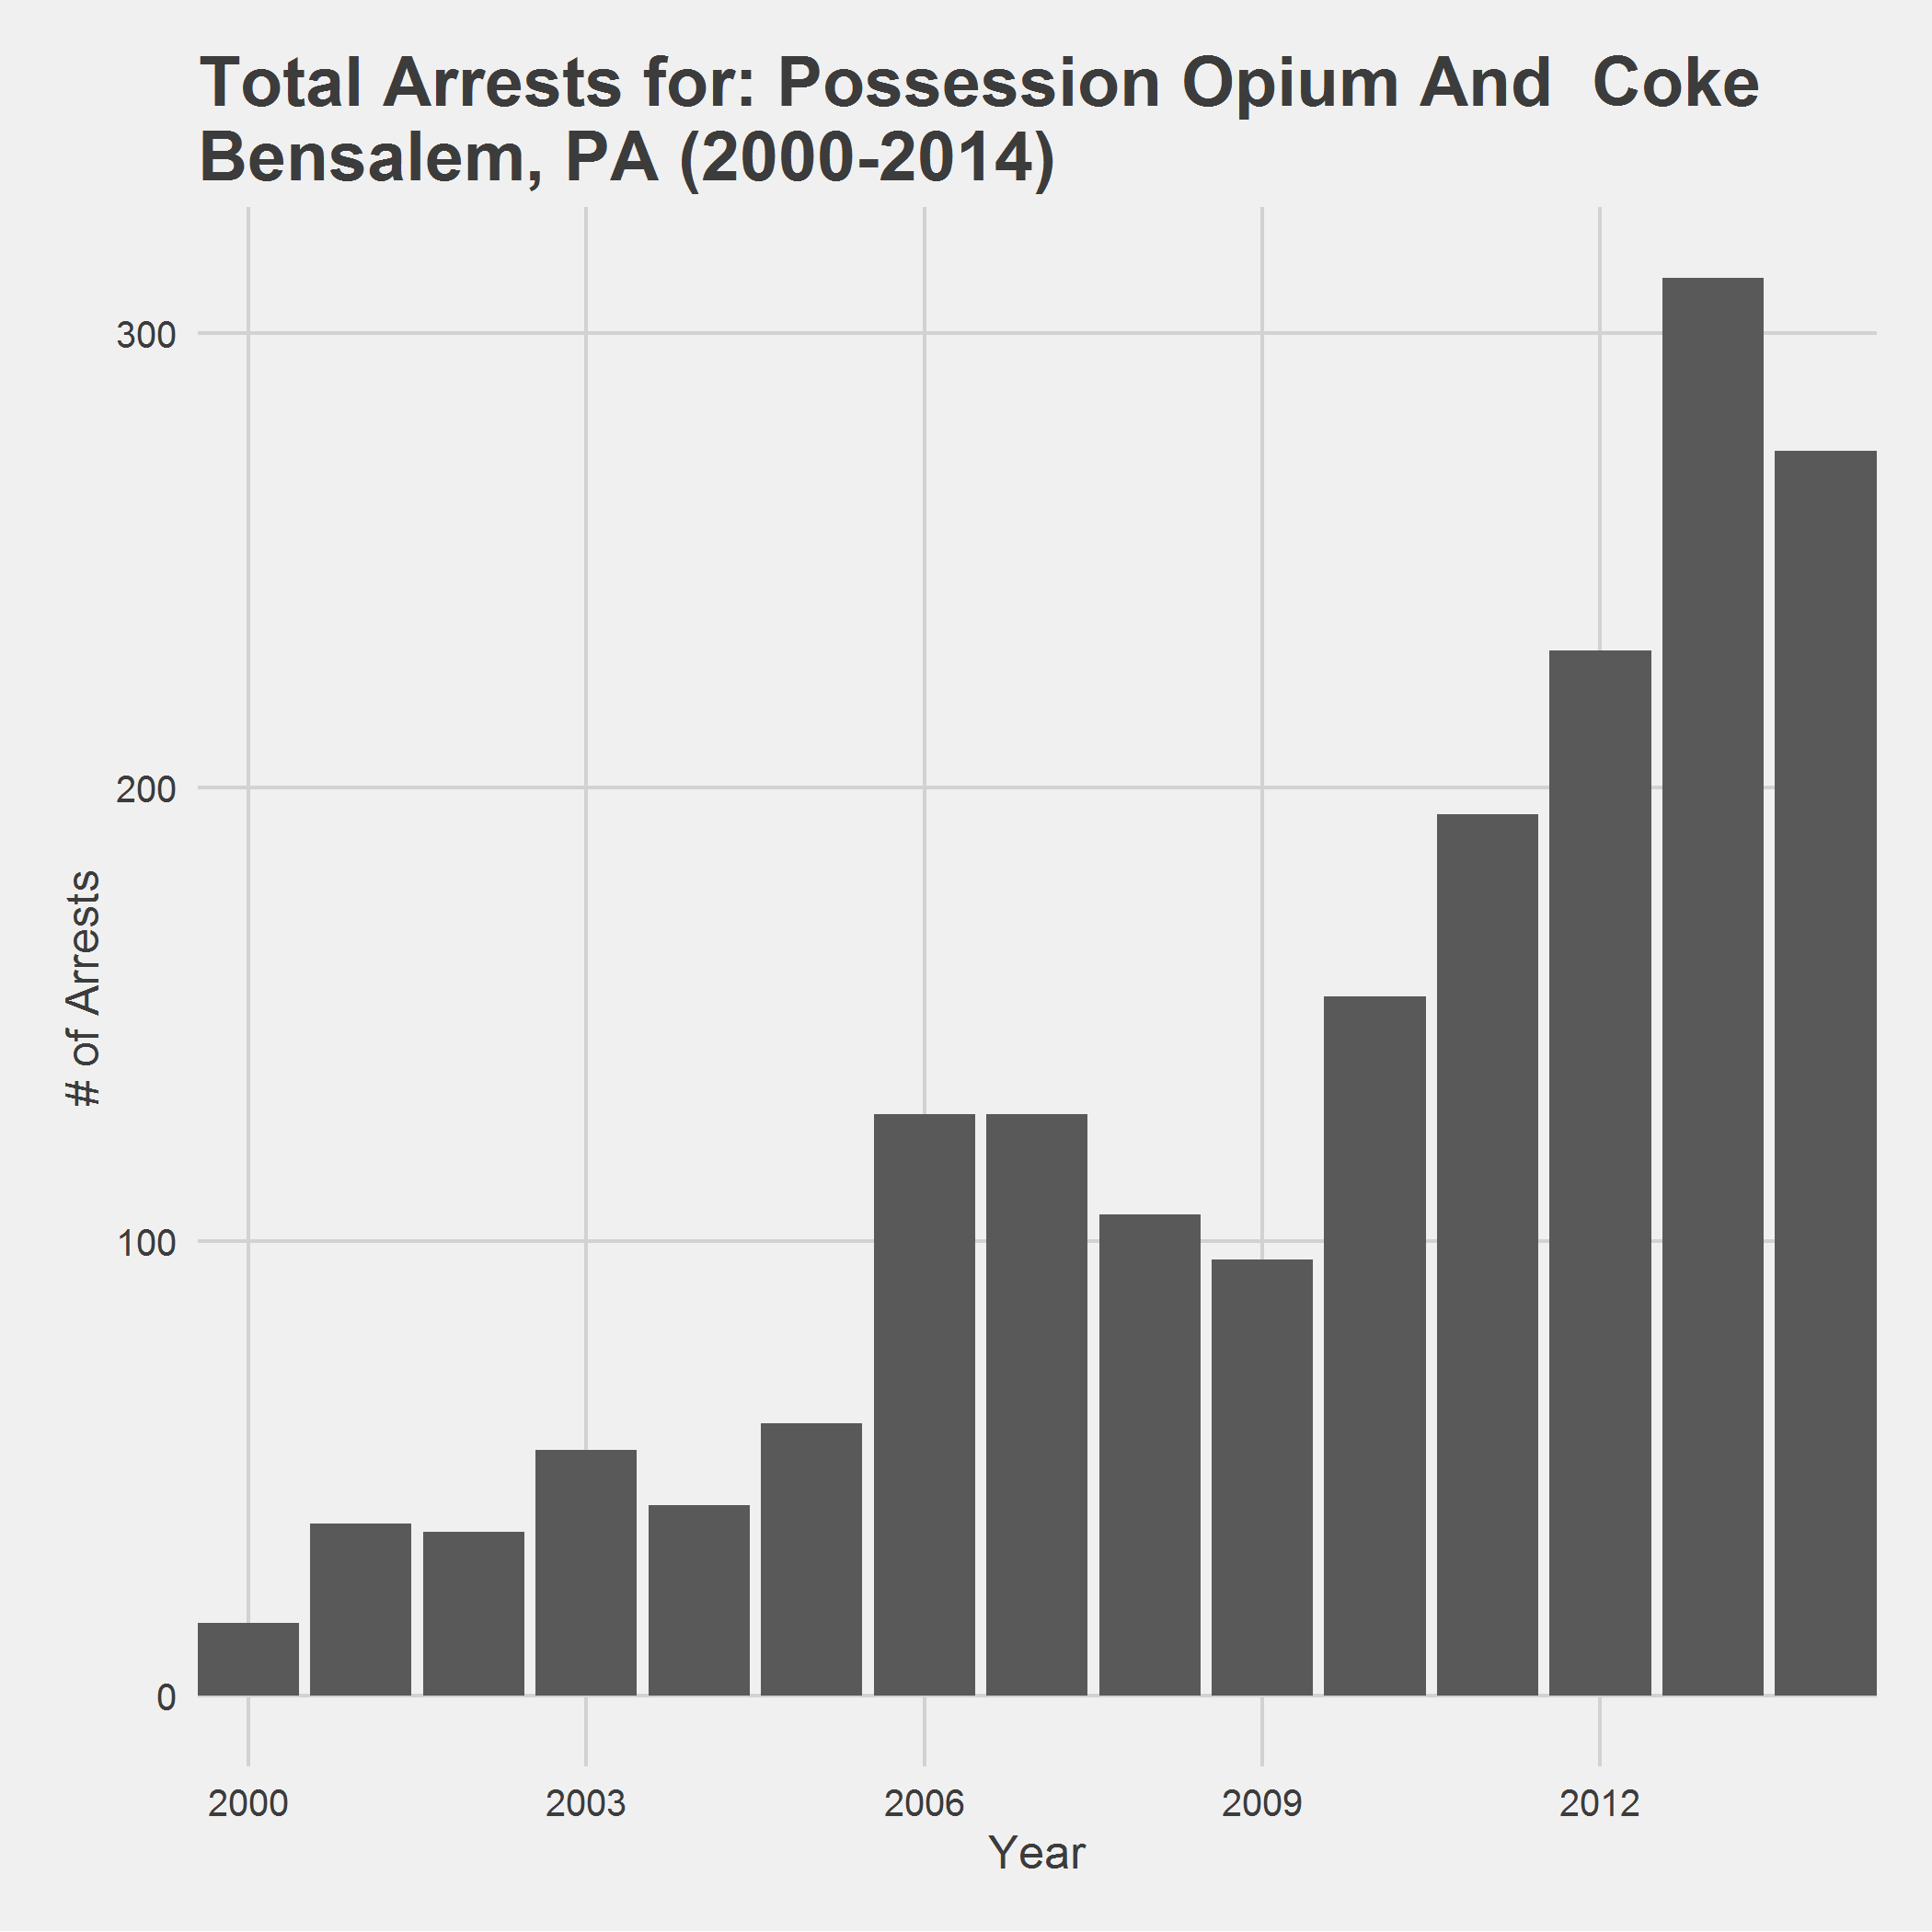 Total Arrests for: Possession Opium And  Coke
Bensalem, PA (2000-2014)
300
200
100
0
# of Arrests
2000 2003 2006 2009 2012
Year